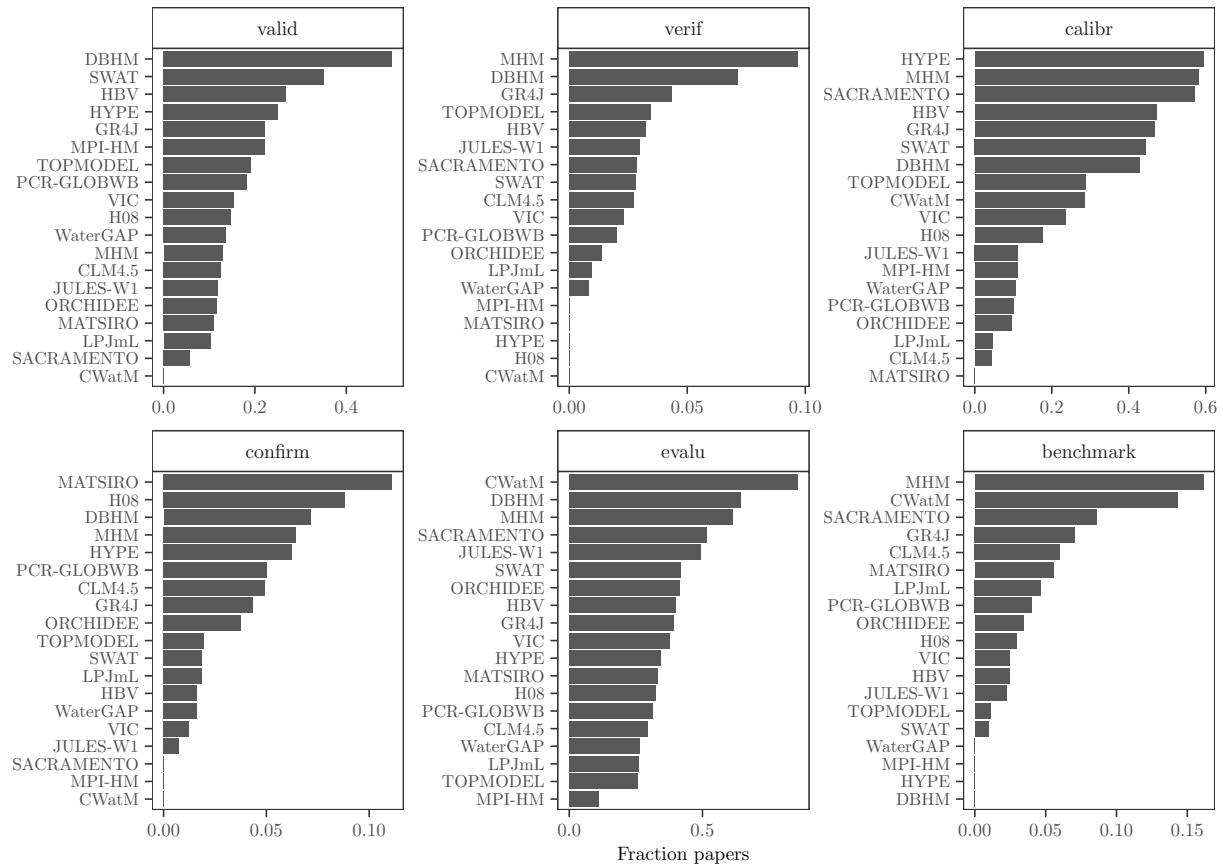 valid
DBHM
SWAT
HBV
HYPE
GR4J
MPI-HM
TOPMODEL
PCR-GLOBWB
VIC
H08
WaterGAP
MHM
CLM4.5
JULES-W1
ORCHIDEE
MATSIRO
LPJmL
SACRAMENTO
CWatM
0.0 0.2 0.4
verif
MHM
DBHM
GR4J
TOPMODEL
HBV
JULES-W1
SACRAMENTO
SWAT
CLM4.5
VIC
PCR-GLOBWB
ORCHIDEE
LPJmL
WaterGAP
MPI-HM
MATSIRO
HYPE
H08
CWatM
0.00 0.05 0.10
calibr
HYPE
MHM
SACRAMENTO
HBV
GR4J
SWAT
DBHM
TOPMODEL
CWatM
VIC
H08
JULES-W1
MPI-HM
WaterGAP
PCR-GLOBWB
ORCHIDEE
LPJmL
CLM4.5
MATSIRO
0.0 0.2 0.4 0.6
confirm
MATSIRO
H08
DBHM
MHM
HYPE
PCR-GLOBWB
CLM4.5
GR4J
ORCHIDEE
TOPMODEL
SWAT
LPJmL
HBV
WaterGAP
VIC
JULES-W1
SACRAMENTO
MPI-HM
CWatM
0.00 0.05 0.10
evalu
CWatM
DBHM
MHM
SACRAMENTO
JULES-W1
SWAT
ORCHIDEE
HBV
GR4J
VIC
HYPE
MATSIRO
H08
PCR-GLOBWB
CLM4.5
WaterGAP
LPJmL
TOPMODEL
MPI-HM
0.0 0.5
benchmark
MHM
CWatM
SACRAMENTO
GR4J
CLM4.5
MATSIRO
LPJmL
PCR-GLOBWB
ORCHIDEE
H08
VIC
HBV
JULES-W1
TOPMODEL
SWAT
WaterGAP
MPI-HM
HYPE
DBHM
0.00 0.05 0.10 0.15
Fraction papers